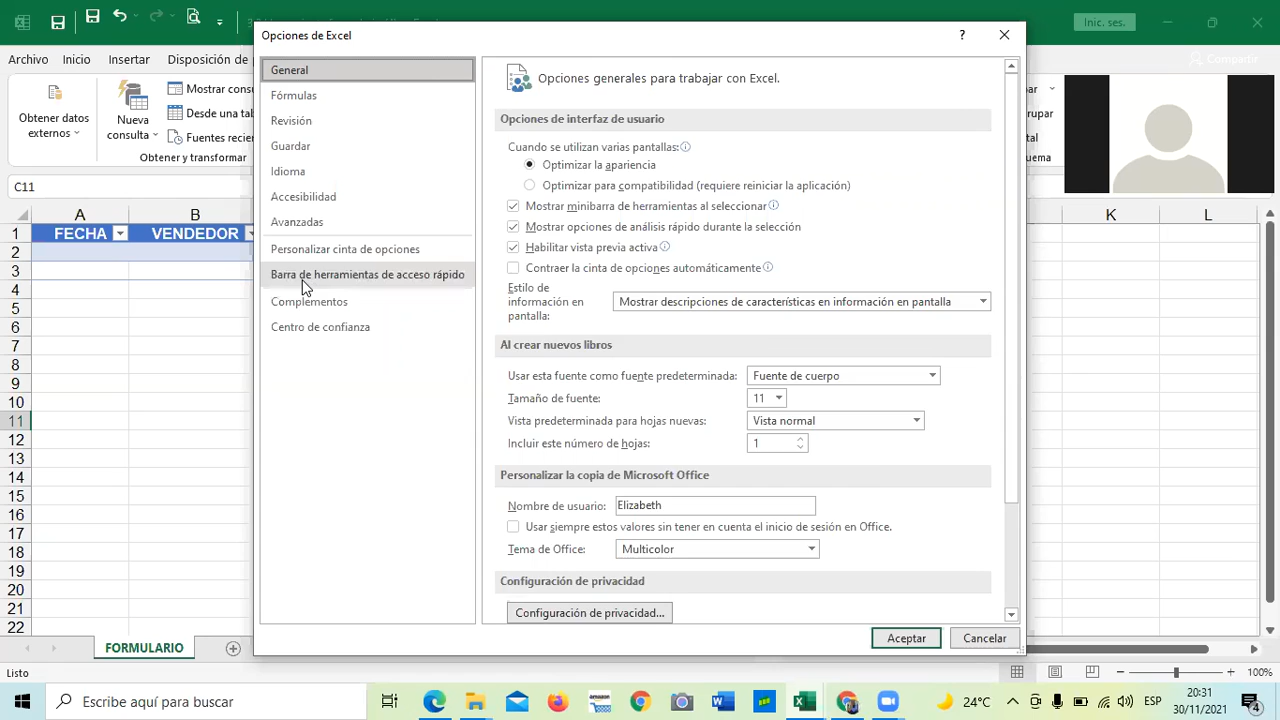 Opciones de Excel
?
Inic. ses.
Archivo Inicio Insertar Disposición de
Compartir
Obtener datos
externos
Nueva
consulta
Mostrar consu
Desde una tab
Fuentes recien
Obtener y transformar
par
rupar
tal
uema
C11
A B K L
1 FECHA VENDEDOR
2
3
4
5
6
7
8
9
10
11
12
13
14
15
16
17
18
19
20
21
22
General
Fórmulas
Revisión
Guardar
Idioma
Accesibilidad
Avanzadas
Personalizar cinta de opciones
Barra de herramientas de acceso rápido
Complementos
Centro de confianza
Opciones generales para trabajar con Excel.
Opciones de interfaz de usuario
Cuando se utilizan varias pantallas:
Optimizar la apariencia
Optimizar para compatibilidad (requiere reiniciar la aplicación)
Mostrar minibarra de herramientas al seleccionar
Mostrar opciones de análisis rápido durante la selección
Habilitar vista previa activa
Contraer la cinta de opciones automáticamente
Estilo de
información en
pantalla:
Mostrar descripciones de características en información en pantalla
Al crear nuevos libros
Usar esta fuente como fuente predeterminada: Fuente de cuerpo
Tamaño de fuente: 11
Vista predeterminada para hojas nuevas: Vista normal
Incluir este número de hojas: 1
Personalizar la copia de Microsoft Office
Nombre de usuario: Elizabeth
Usar siempre estos valores sin tener en cuenta el inicio de sesión en Office.
Tema de Office: Multicolor
Configuración de privacidad
Configuración de privacidad...
Aceptar Cancelar
FORMULARIO
Listo
100%
Escribe aquí para buscar
24°C
ESP
20:31
30/11/2021
4